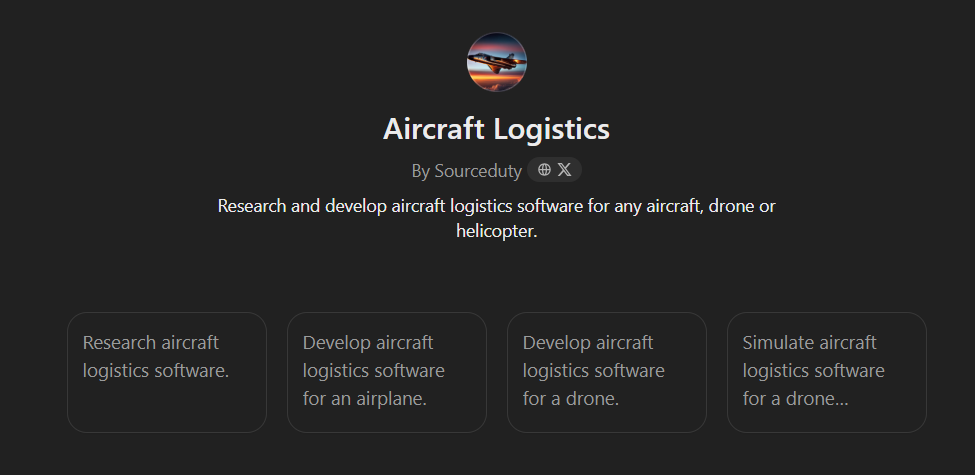 Aircraft Logistics
By Sourceduty
Research and develop aircraft logistics software for any aircraft, drone or
helicopter.
Research aircraft
logistics software.
Develop aircraft
logistics software
for an airplane.
Develop aircraft
logistics software
for a drone.
Simulate aircraft
logistics software
for a drone...